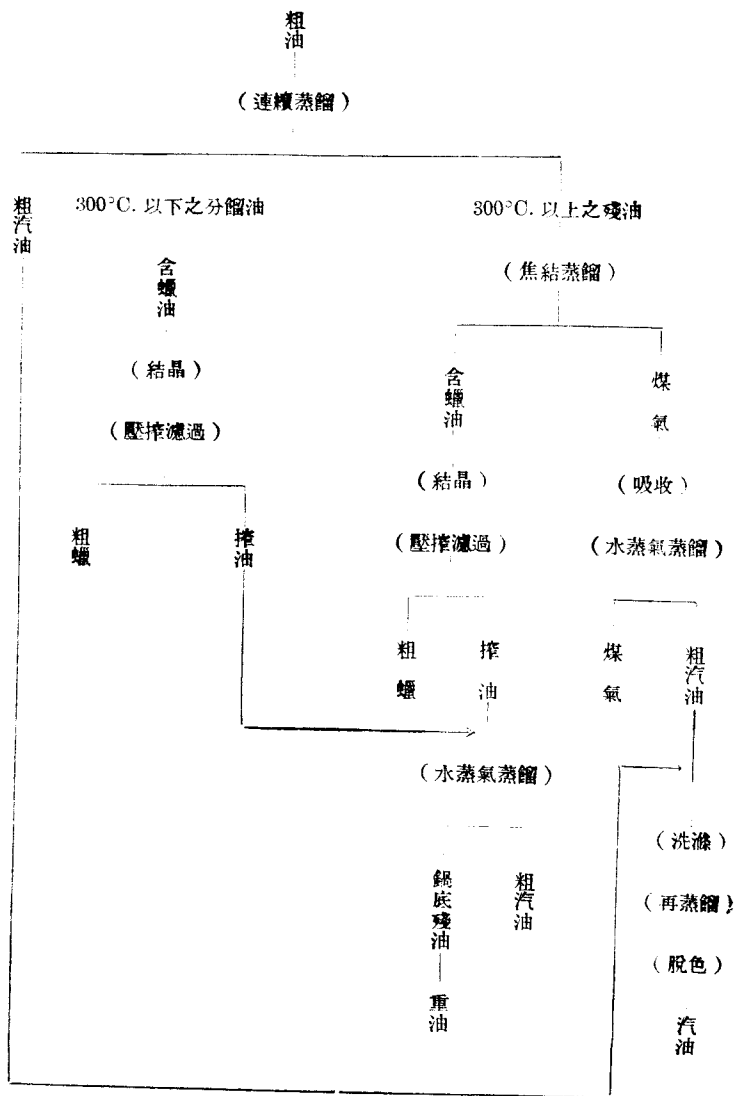 粗油
(連續蒸餾)
粗汽油
300°C. 以下之分餾油
300°C. 以上之殘油
含蠟油
(焦結蒸餾)
(結晶)
(壓搾濾過)
含蠟油
煤氣
粗蠟
搾油
(結晶)
(吸收)
(壓搾濾過)
(水蒸氣蒸餾)
粗蠟
搾油
煤氣
粗汽油
(水蒸氣蒸餾)
(洗滌)
鍋底殘油
粗汽油
(再蒸餾)
(脫色)
重油
汽油